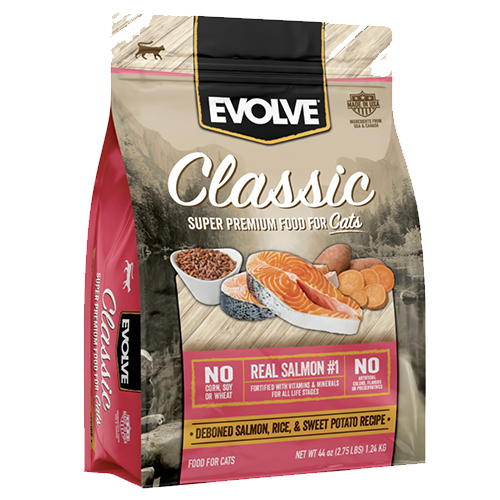 EVOLVE
MADE IN USA
INGREDIENTS FROM
USA & CANADA
Classic
SUPER PREMIUM FOOD FOR Cats
NO
CORN, SOY
OR WHEAT
REAL SALMON #1
FORTIFIED WITH VITAMINS & MINERALS
FOR ALL LIFE STAGES
NO
ARTIFICIAL
COLORS, FLAVORS
OR PRESERVATIVES
DEBONED SALMON, RICE, & SWEET POTATO RECIPE
FOOD FOR CATS
NET WT 44 oz (2.75 LBS) 1.24 KG
EVOLVE
Classic
SUPER PREMIUM FOOD FOR Cats